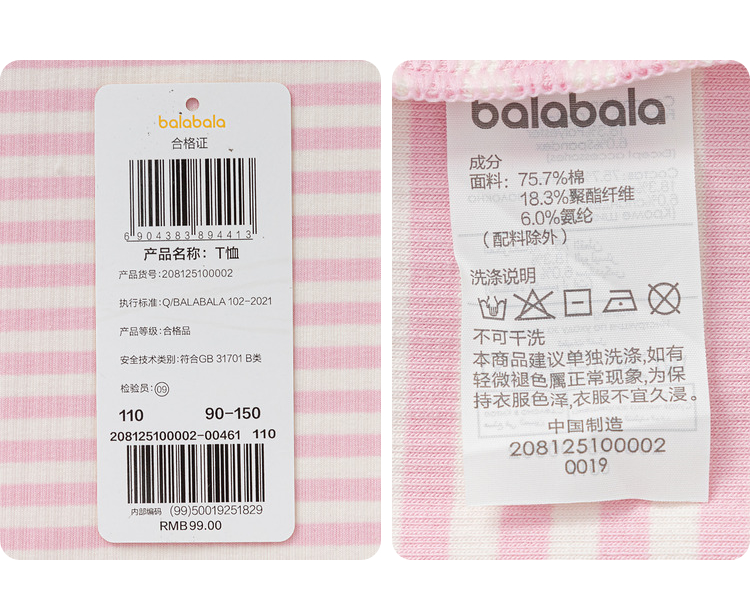 balabala
合格证
6 904383 894413
产品名称: T恤
产品货号: 208125100002
执行标准: Q/BALABALA 102-2021
产品等级: 合格品
安全技术类别: 符合GB 31701 B类
检验员: 09
110 90-150
208125100002-00461 110
内部编码 (99)50019251829
RMB99.00
balabala
成分
面料: 75.7%棉
18.3%聚酯纤维
6.0%氨纶
(配料除外)
洗涤说明
不可干洗
本商品建议单独洗涤,如有
轻微褪色属正常现象,为保
持衣服色泽,衣服不宜久浸。
中国制造
208125100002
0019